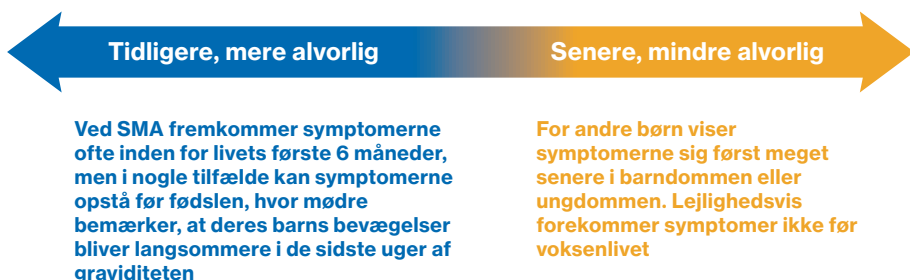 Tidligere, mere alvorlig
Senere, mindre alvorlig
Ved SMA fremkommer symptomerne
ofte inden for livets første 6 måneder,
men i nogle tilfælde kan symptomerne
opstå før fødslen, hvor mødre
bemærker, at deres barns bevægelser
bliver langsommere i de sidste uger af
graviditeten
For andre børn viser
symptomerne sig først meget
senere i barndommen eller
ungdommen. Lejlighedsvis
forekommer symptomer ikke før
voksenlivet